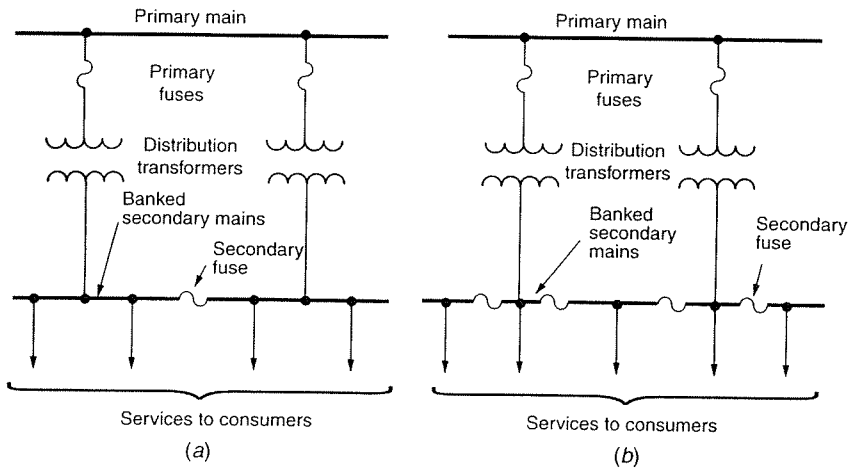 Primary main
Primary
fuses
Distribution
transformers
Banked
secondary mains
Secondary
fuse
Services to consumers
(a)
Primary main
Primary
fuses
Distribution
transformers
Banked
secondary
mains
Secondary
fuse
Services to consumers
(b)